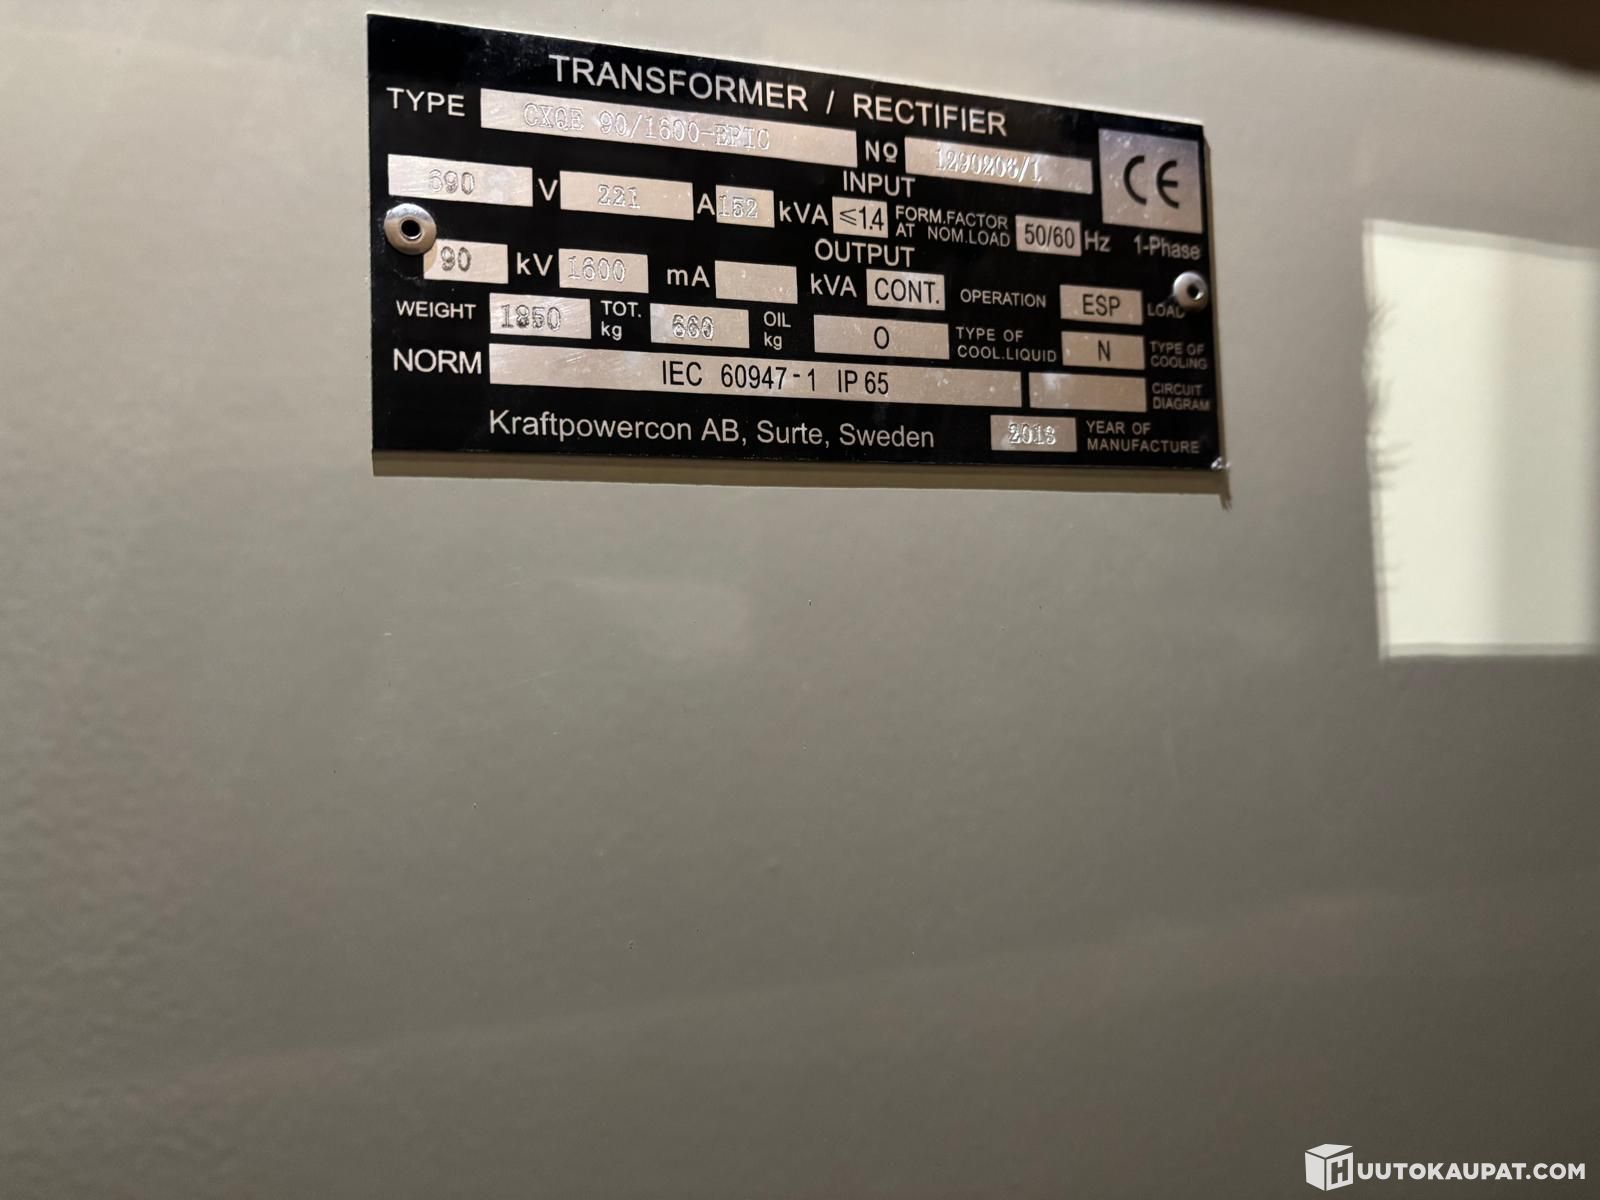 TRANSFORMER / RECTIFIER
TYPE CXQE 90/1600-EPIC Nº 1290206/1 CE
INPUT
690 V 221 A 152 kVA ≤1.4 FORM.FACTOR AT NOM.LOAD 50/60 Hz 1-Phase
OUTPUT
90 kV 1600 mA kVA CONT. OPERATION ESP LOAD
WEIGHT 1850 TOT. kg 660 OIL kg O TYPE OF COOL.LIQUID N TYPE OF COOLING
NORM IEC 60947-1 IP 65 CIRCUIT DIAGRAM
Kraftpowercon AB, Surte, Sweden 2018 YEAR OF MANUFACTURE
HUUTOKAUPAT.COM